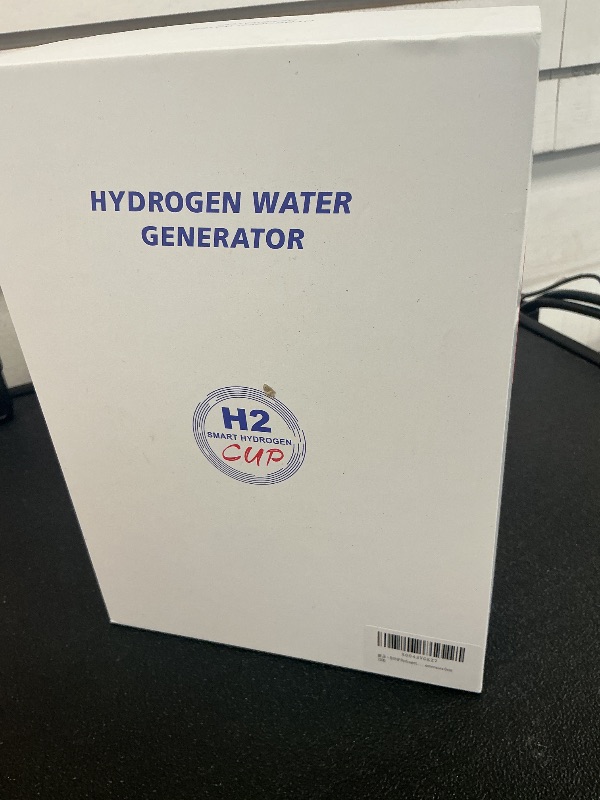 HYDROGEN WATER
GENERATOR
H2
SMART HYDROGEN
CUP